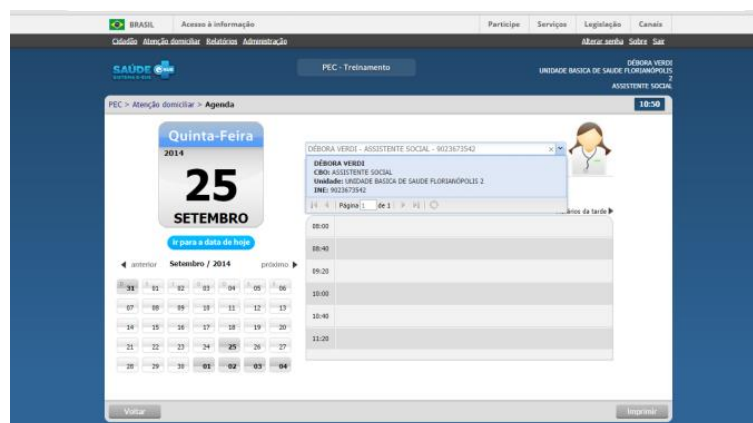 BRASIL Acesso à informação Participe Serviços Legislação Canais
Cidadão Atenção domiciliar Relatórios Administração Alterar senha Sobre Sair
SAÚDE e-SUS
PEC - Treinamento
DÉBORA VERDI
UNIDADE BASICA DE SAUDE FLORIANÓPOLIS
2
ASSISTENTE SOCIAL
PEC > Atenção domiciliar > Agenda 10:50
Quinta-Feira
2014
25
SETEMBRO
Ir para a data de hoje
anterior Setembro / 2014 próximo
31 01 02 03 04 05 06
07 08 09 10 11 12 13
14 15 16 17 18 19 20
21 22 23 24 25 26 27
28 29 30 01 02 03 04
DÉBORA VERDI - ASSISTENTE SOCIAL - 9023673542
DÉBORA VERDI
CBO: ASSISTENTE SOCIAL
Unidade: UNIDADE BASICA DE SAUDE FLORIANÓPOLIS 2
INE: 9023673542
Página 1 de 1
da tarde
08:00
08:40
09:20
10:00
10:40
11:20
Voltar Imprimir